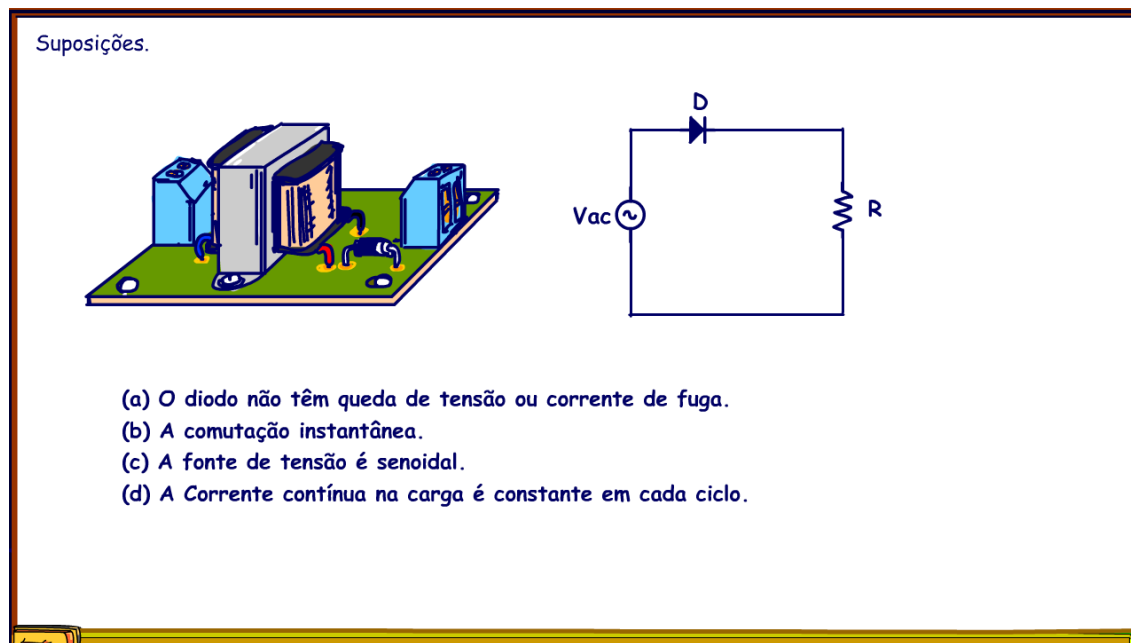 Suposições.
D
Vac
R
(a) O diodo não têm queda de tensão ou corrente de fuga.
(b) A comutação instantânea.
(c) A fonte de tensão é senoidal.
(d) A Corrente contínua na carga é constante em cada ciclo.